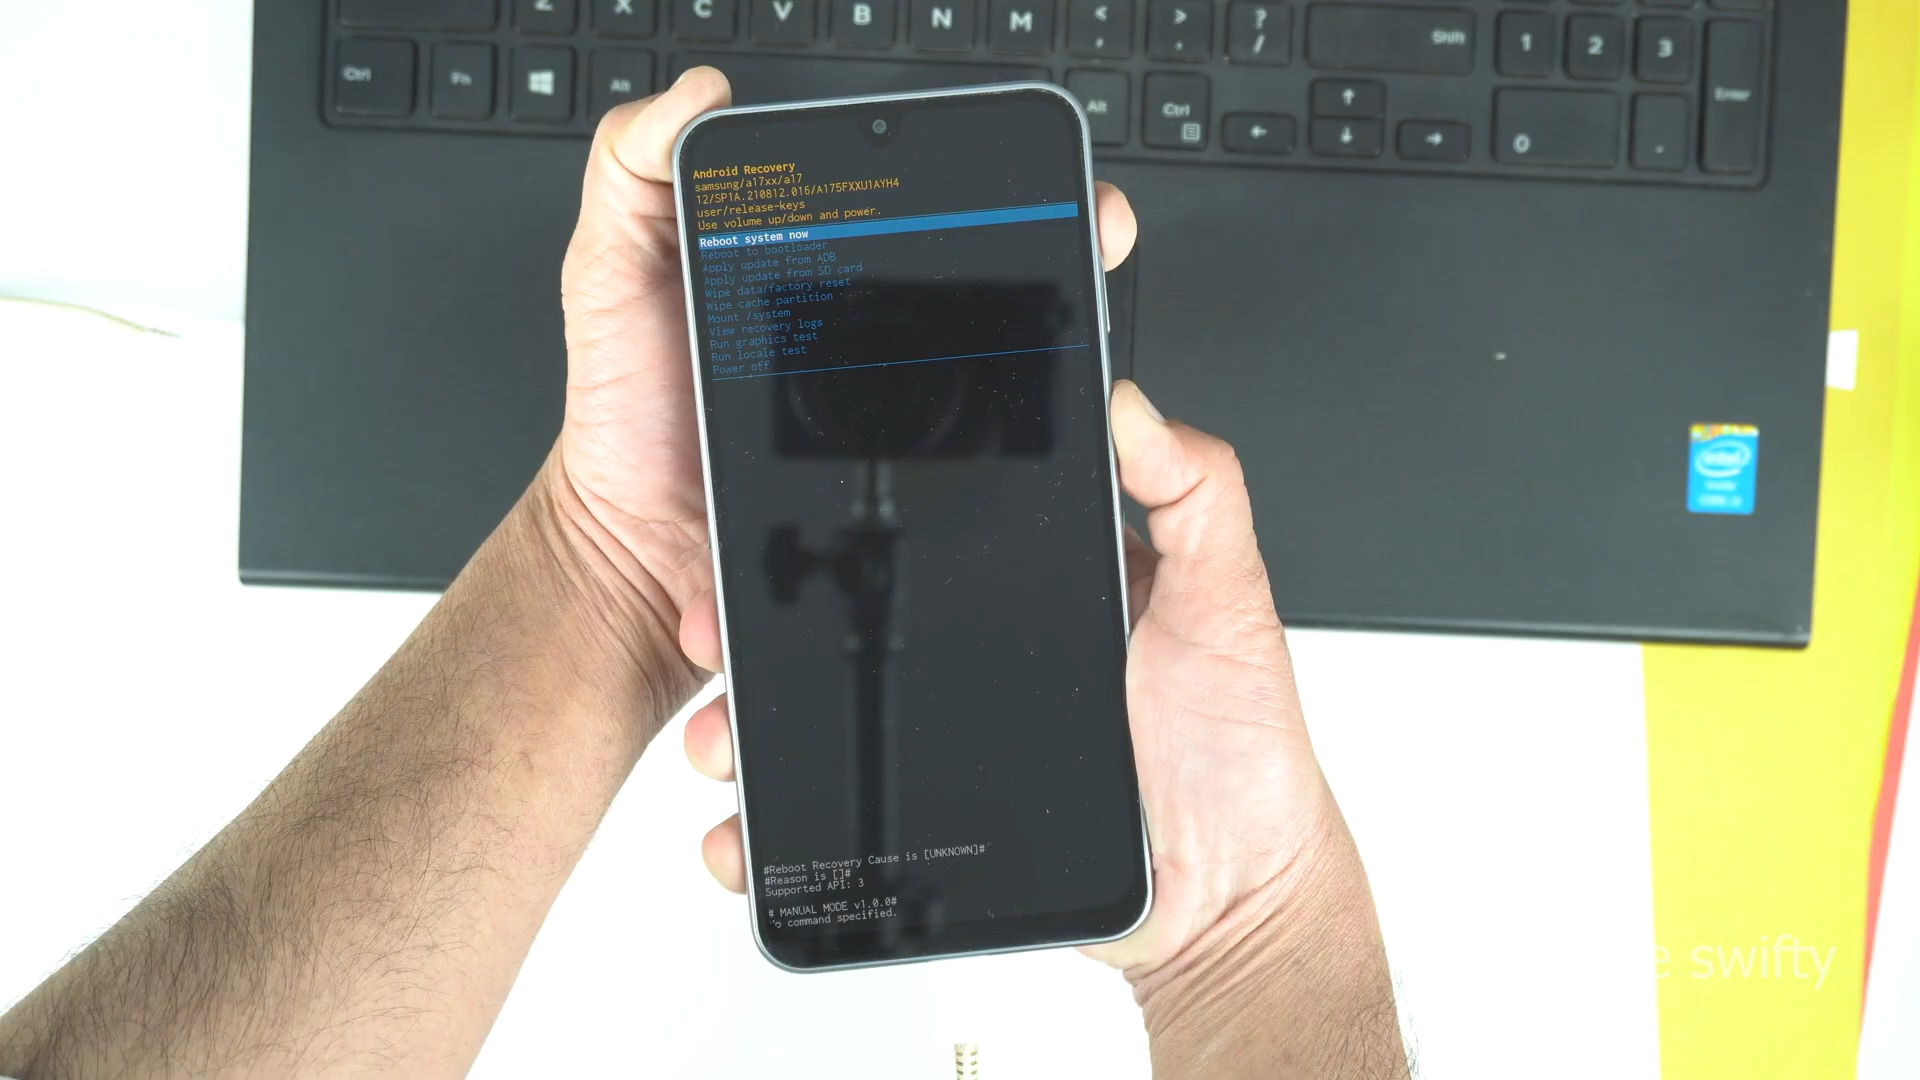 Z X C V B N M < , > . ? / Shift 1 2 3
Ctrl Fn Alt Alt Ctrl 0 . Enter
Android Recovery
samsung/a17xx/a17
12/SP1A.210812.016/A175FXXU1AYH4
user/release-keys
Use volume up/down and power.
Reboot system now
Reboot to bootloader
Apply update from ADB
Apply update from SD card
Wipe data/factory reset
Wipe cache partition
Mount /system
View recovery logs
Run graphics test
Run locale test
Power off
#Reboot Recovery Cause is [UNKNOWN]#
#Reason is []#
Supported API: 3
# MANUAL MODE v1.0.0#
No command specified.
intel
e swifty